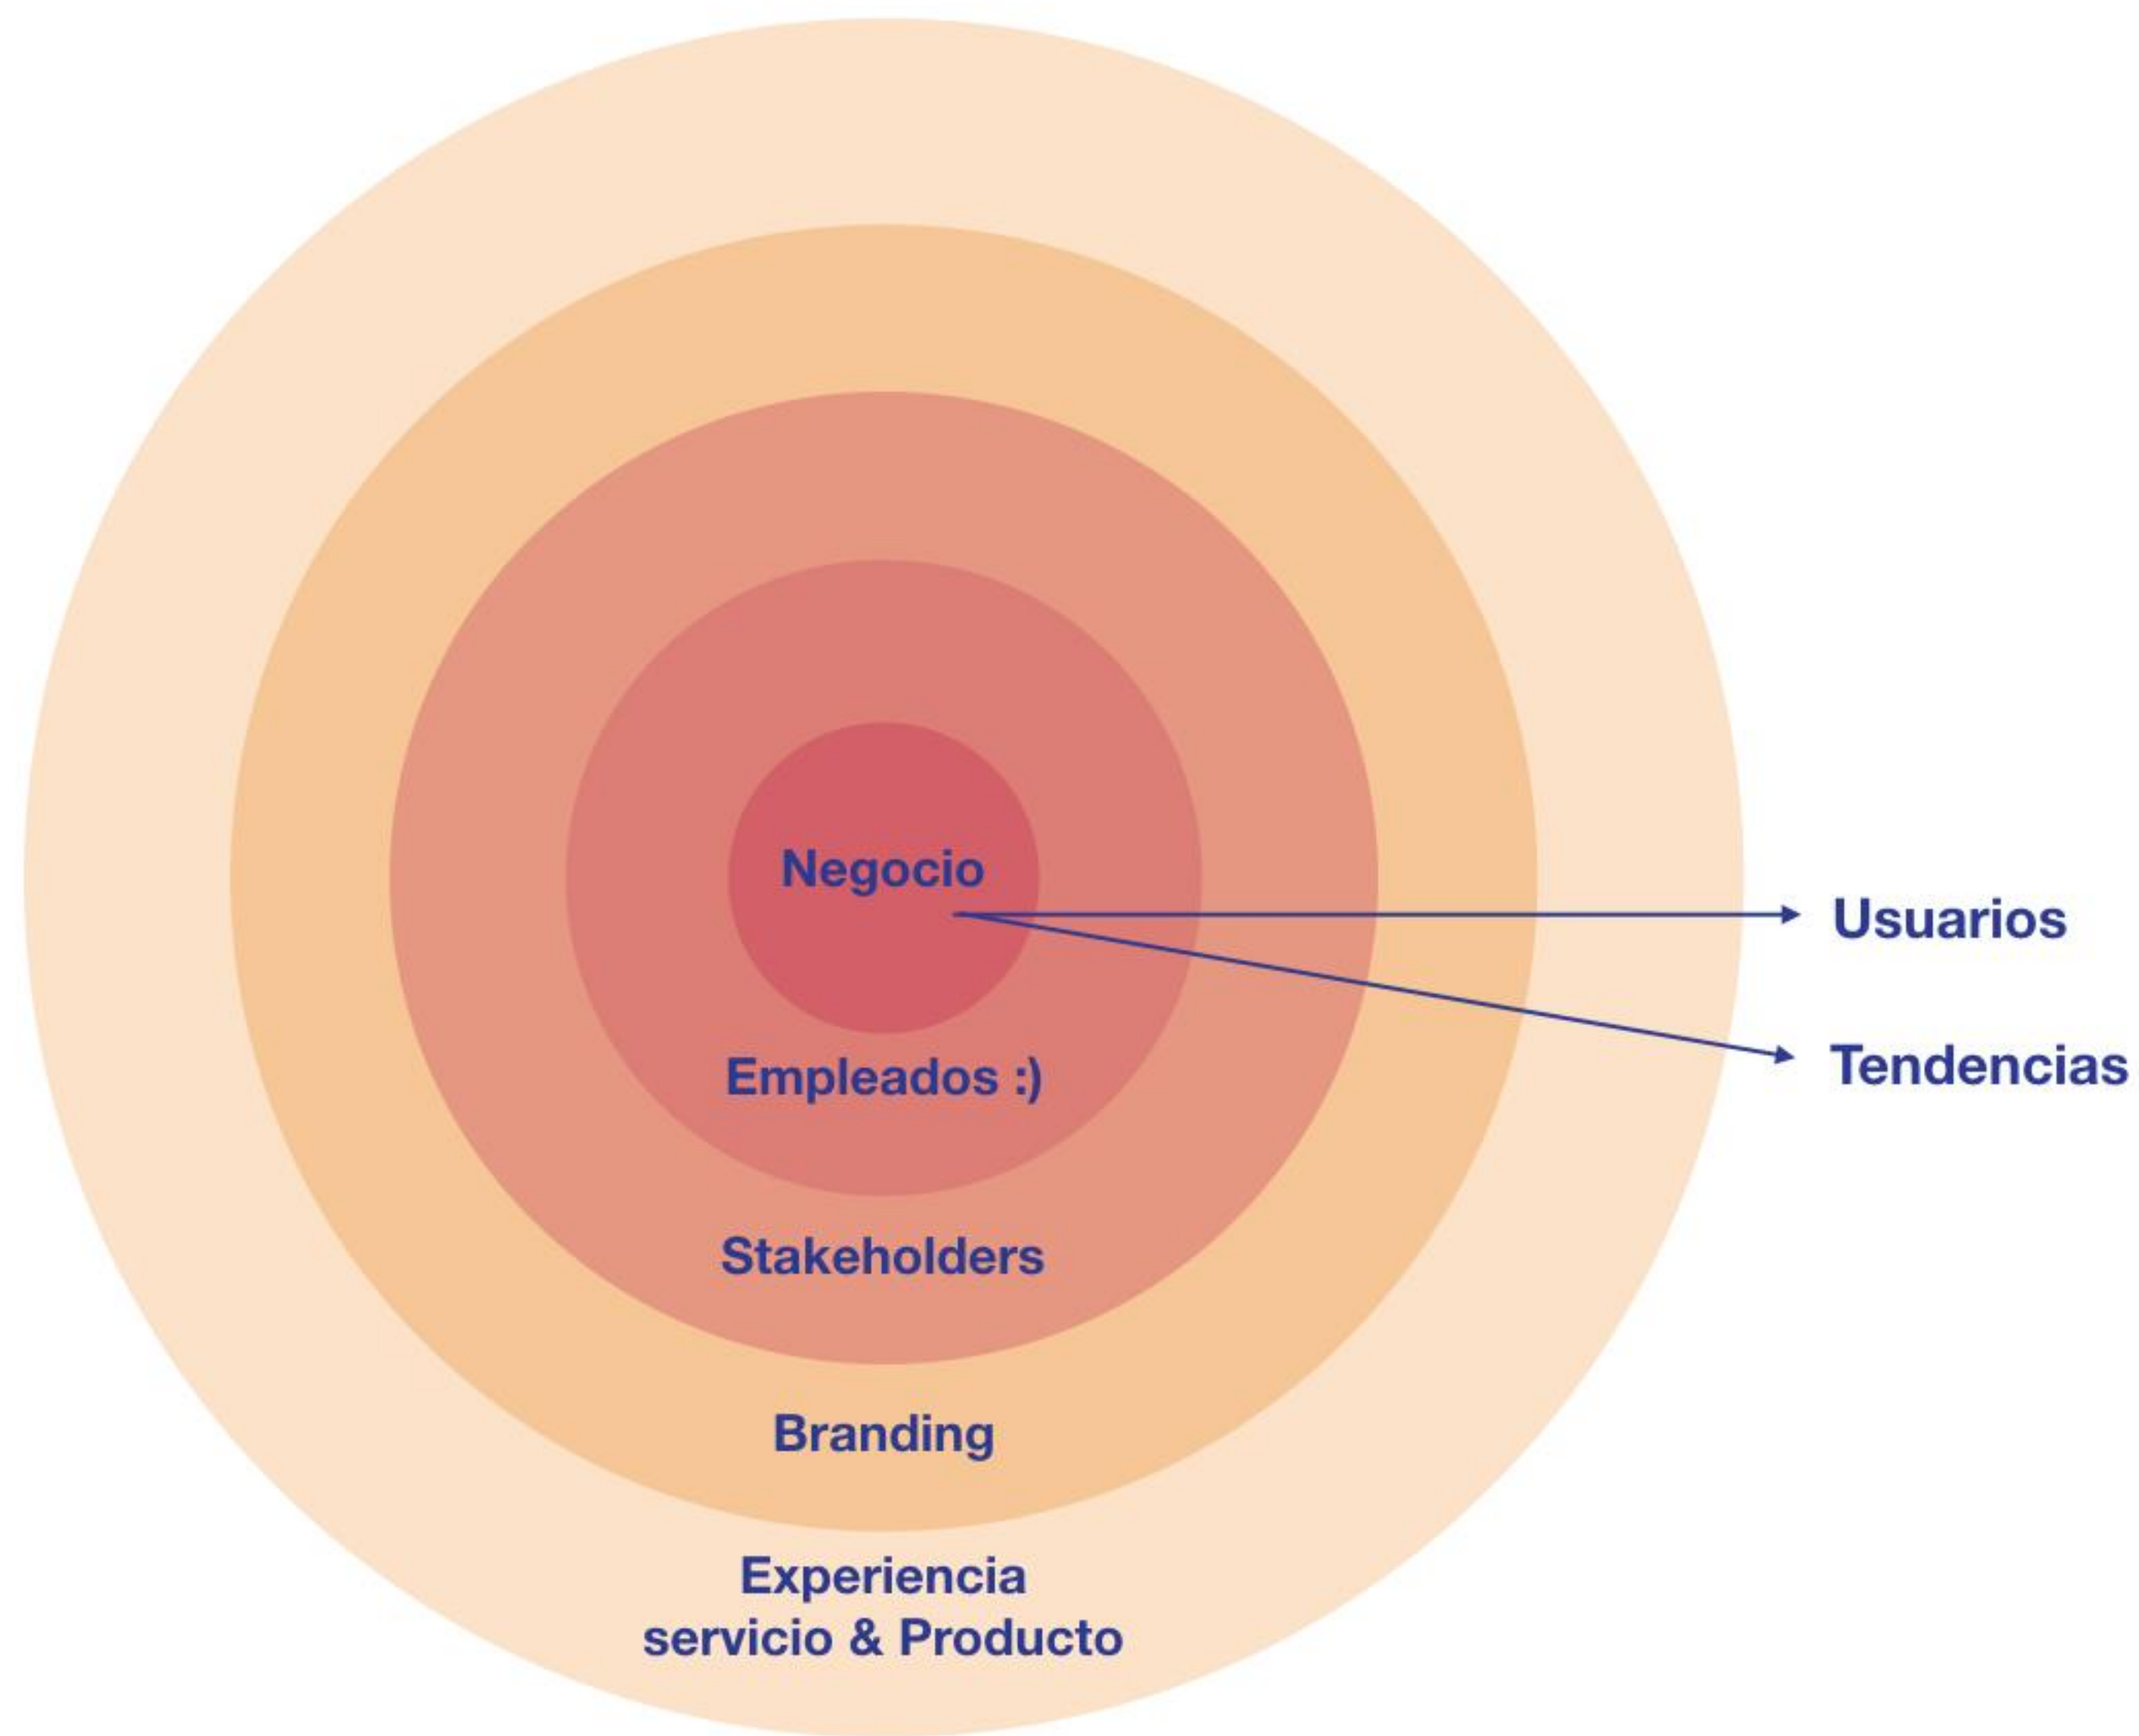 Negocio
Usuarios
Tendencias
Empleados :)
Stakeholders
Branding
Experiencia
servicio & Producto